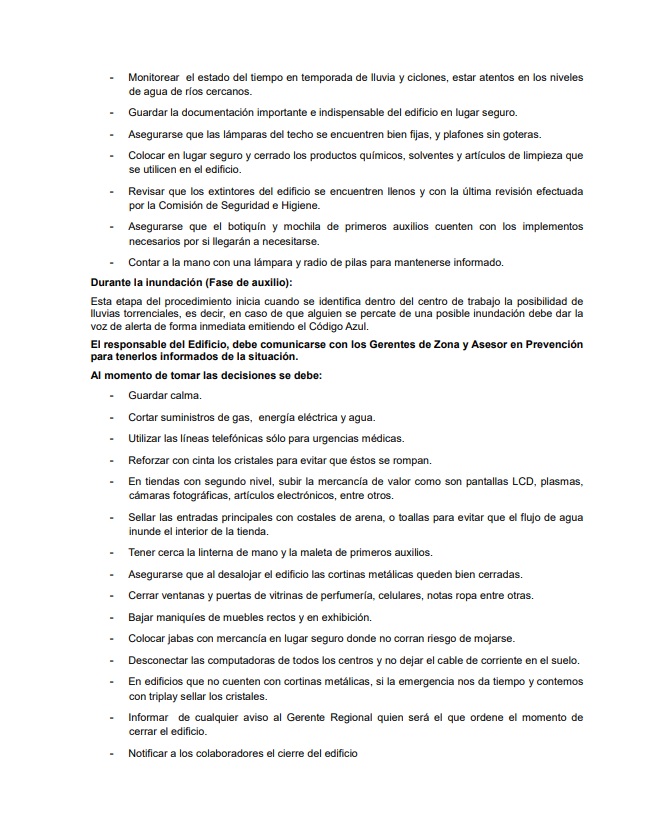 - Monitorear el estado del tiempo en temporada de lluvia y ciclones, estar atentos en los niveles
de agua de ríos cercanos.
- Guardar la documentación importante e indispensable del edificio en lugar seguro.
- Asegurarse que las lámparas del techo se encuentren bien fijas, y plafones sin goteras.
- Colocar en lugar seguro y cerrado los productos químicos, solventes y artículos de limpieza que
se utilicen en el edificio.
- Revisar que los extintores del edificio se encuentren llenos y con la última revisión efectuada
por la Comisión de Seguridad e Higiene.
- Asegurarse que el botiquín y mochila de primeros auxilios cuenten con los implementos
necesarios por si llegarán a necesitarse.
- Contar a la mano con una lámpara y radio de pilas para mantenerse informado.
Durante la inundación (Fase de auxilio):
Esta etapa del procedimiento inicia cuando se identifica dentro del centro de trabajo la posibilidad de
lluvias torrenciales, es decir, en caso de que alguien se percate de una posible inundación debe dar la
voz de alerta de forma inmediata emitiendo el Código Azul.
El responsable del Edificio, debe comunicarse con los Gerentes de Zona y Asesor en Prevención
para tenerlos informados de la situación.
Al momento de tomar las decisiones se debe:
- Guardar calma.
- Cortar suministros de gas, energía eléctrica y agua.
- Utilizar las líneas telefónicas sólo para urgencias médicas.
- Reforzar con cinta los cristales para evitar que éstos se rompan.
- En tiendas con segundo nivel, subir la mercancía de valor como son pantallas LCD, plasmas,
cámaras fotográficas, artículos electrónicos, entre otros.
- Sellar las entradas principales con costales de arena, o toallas para evitar que el flujo de agua
inunde el interior de la tienda.
- Tener cerca la linterna de mano y la maleta de primeros auxilios.
- Asegurarse que al desalojar el edificio las cortinas metálicas queden bien cerradas.
- Cerrar ventanas y puertas de vitrinas de perfumería, celulares, notas ropa entre otras.
- Bajar maniquíes de muebles rectos y en exhibición.
- Colocar jabas con mercancía en lugar seguro donde no corran riesgo de mojarse.
- Desconectar las computadoras de todos los centros y no dejar el cable de corriente en el suelo.
- En edificios que no cuenten con cortinas metálicas, si la emergencia nos da tiempo y contemos
con triplay sellar los cristales.
- Informar de cualquier aviso al Gerente Regional quien será el que ordene el momento de
cerrar el edificio.
- Notificar a los colaboradores el cierre del edificio